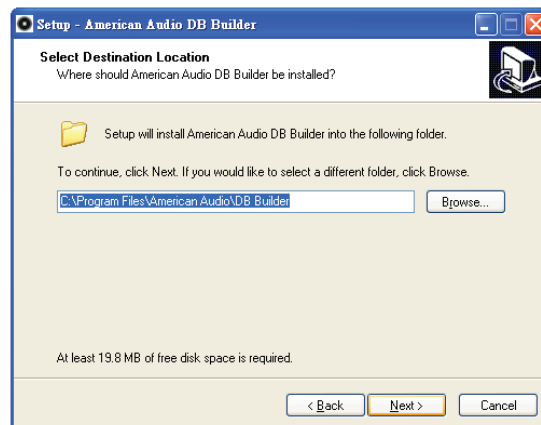 Setup - American Audio DB Builder
Select Destination Location
Where should American Audio DB Builder be installed?
Setup will install American Audio DB Builder into the following folder.
To continue, click Next. If you would like to select a different folder, click Browse.
C:\Program Files\American Audio\DB Builder
Browse...
At least 19.8 MB of free disk space is required.
< Back Next > Cancel